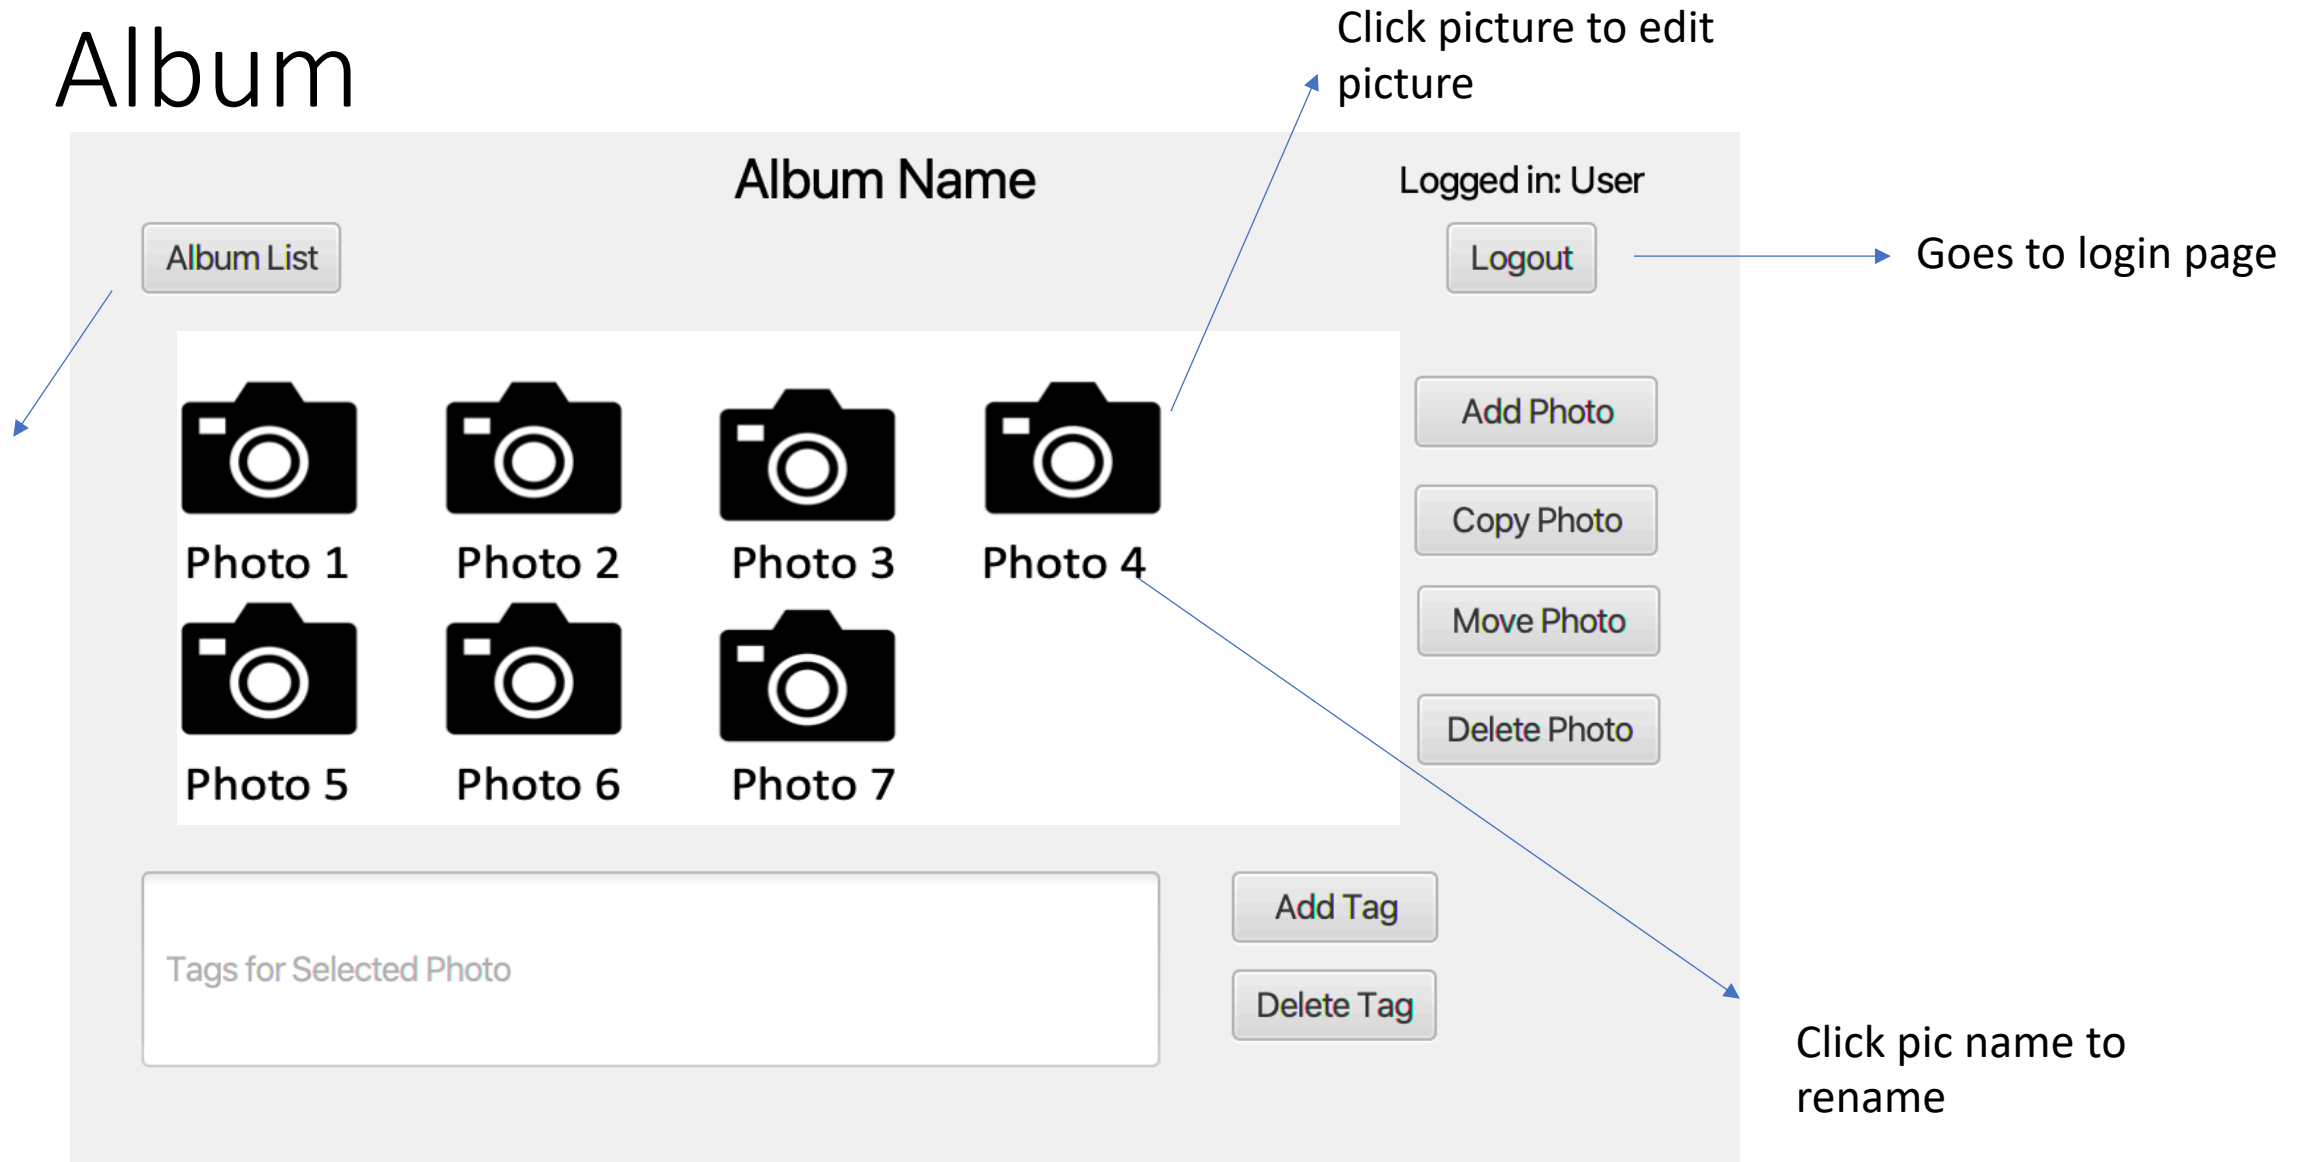 Album
Click picture to edit
picture
Album Name
Logged in: User
Album List
Logout
Goes to login page
Photo 1
Photo 2
Photo 3
Photo 4
Photo 5
Photo 6
Photo 7
Add Photo
Copy Photo
Move Photo
Delete Photo
Tags for Selected Photo
Add Tag
Delete Tag
Click pic name to
rename